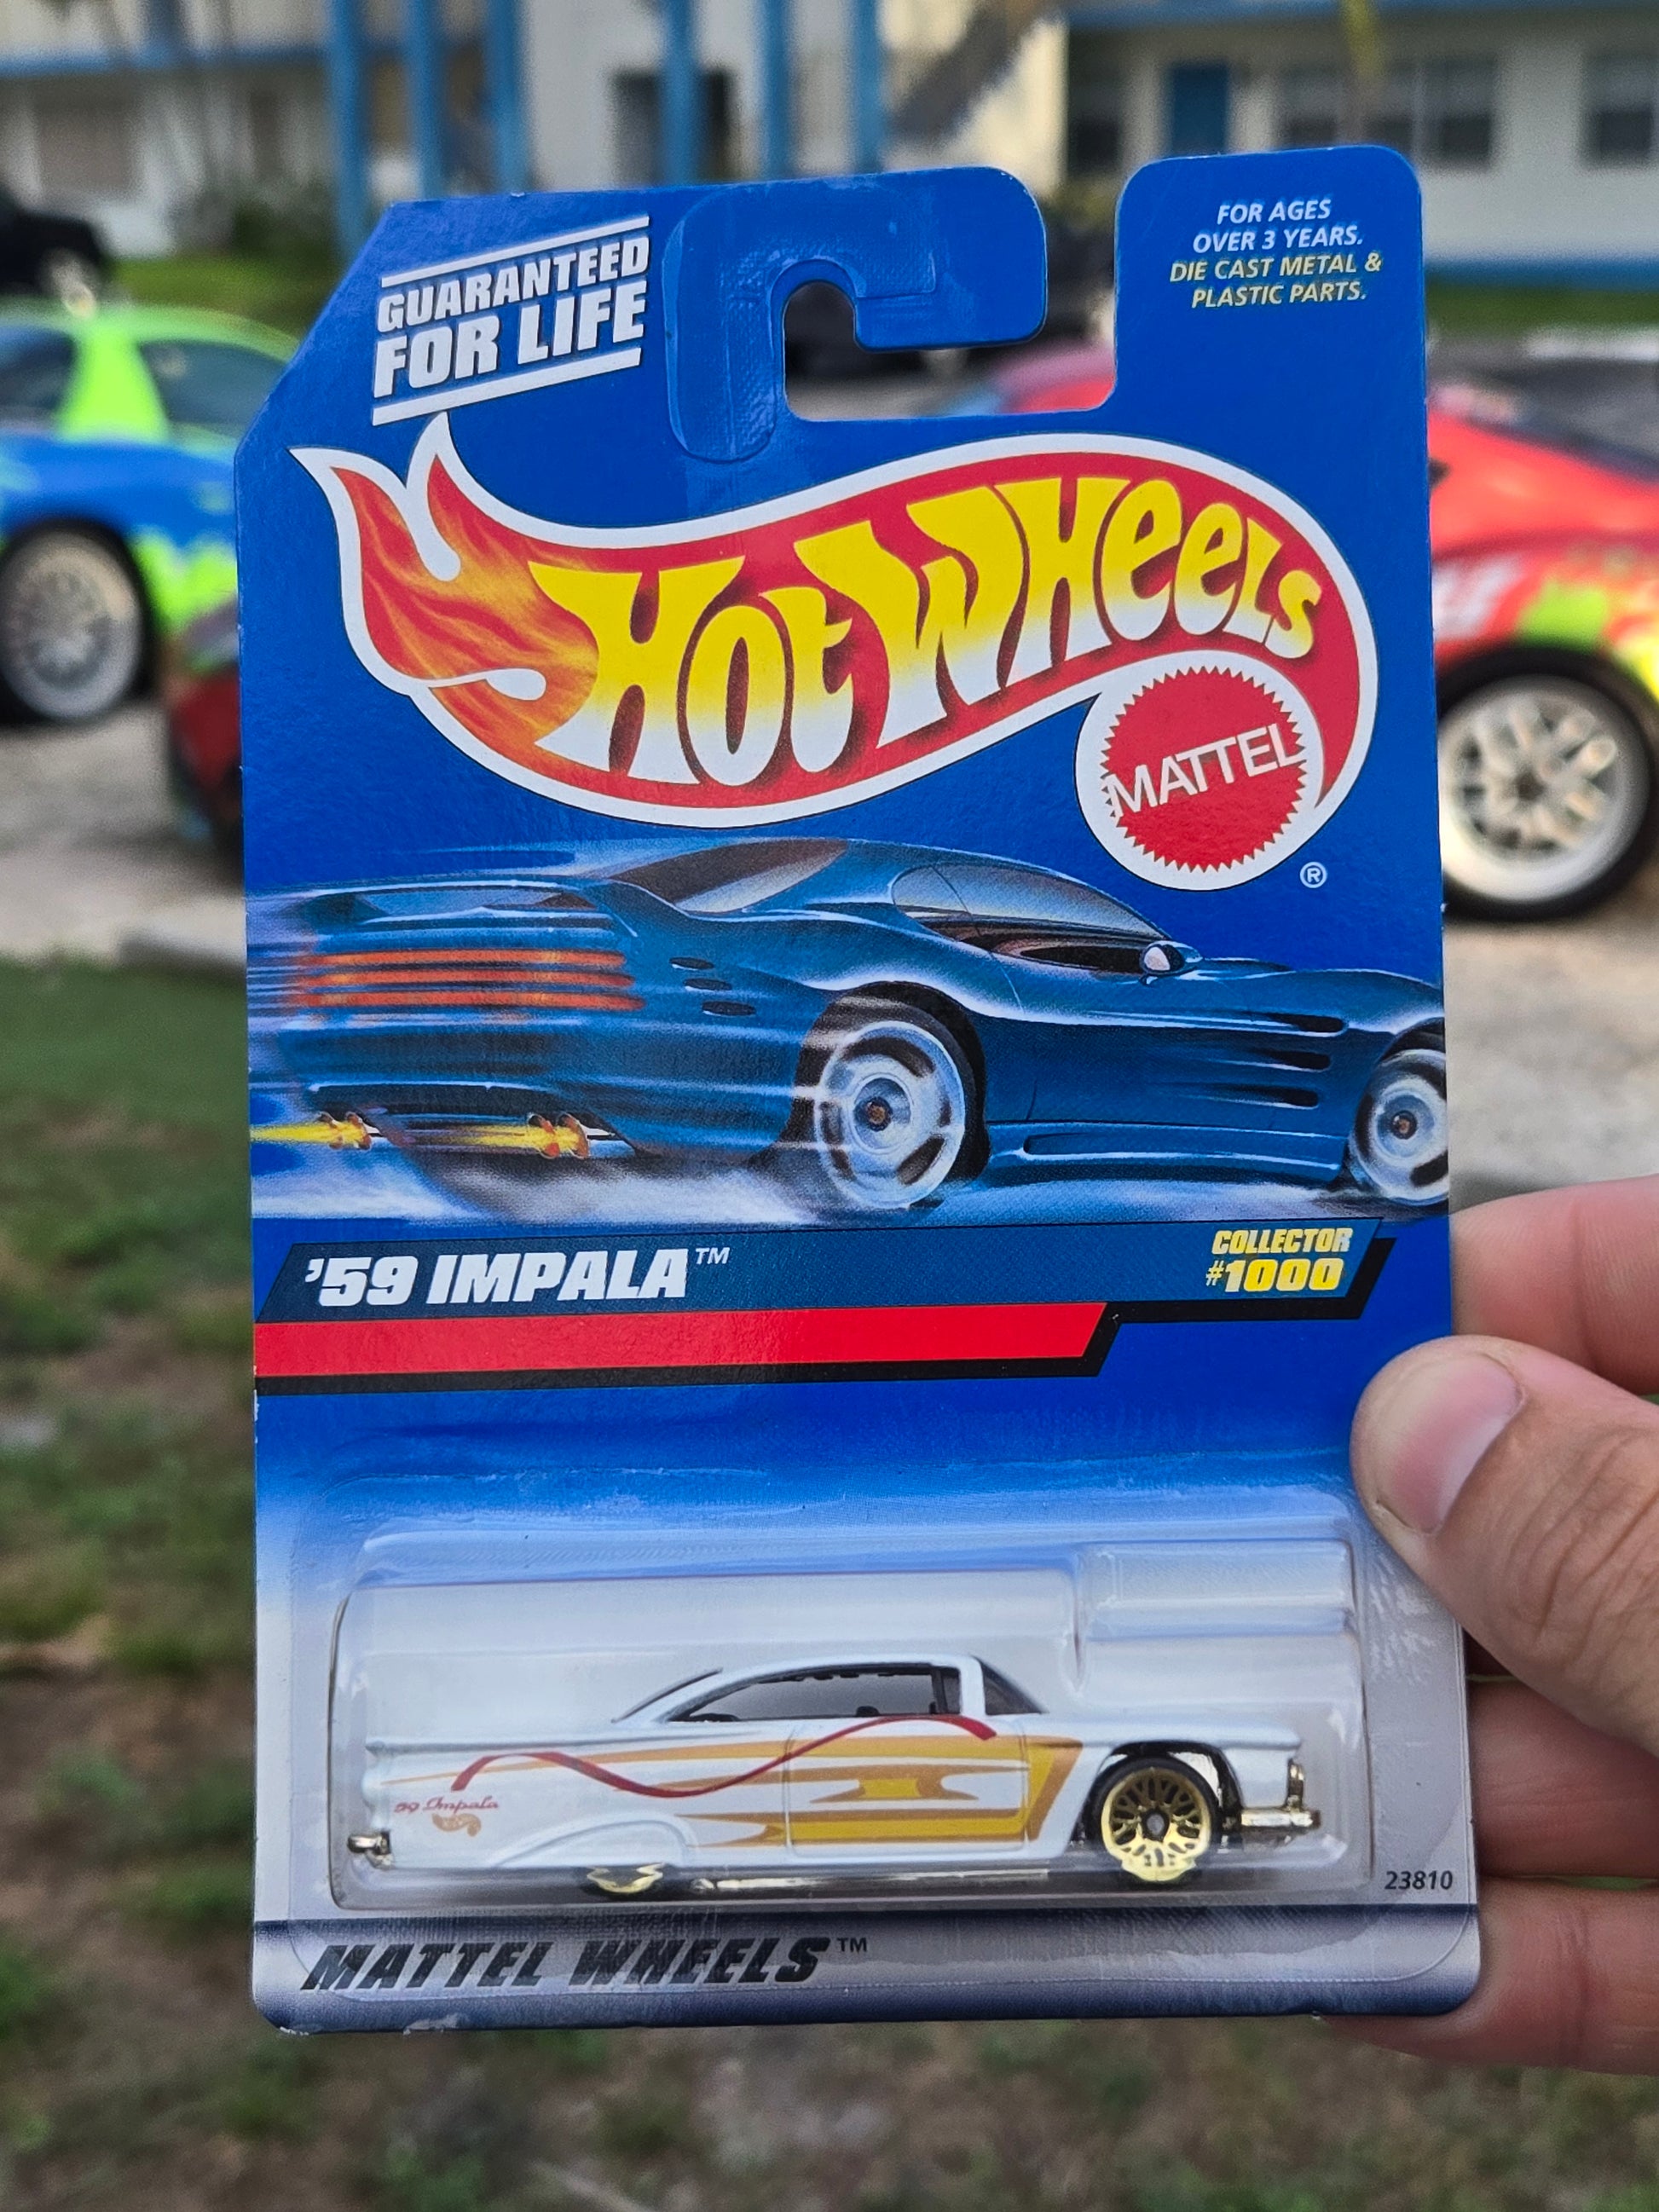 GUARANTEED
FOR LIFE
FOR AGES
OVER 3 YEARS.
DIE CAST METAL &
PLASTIC PARTS.
HOT WHEELS
MATTEL
®
'59 IMPALA™
COLLECTOR
#1000
59 Impala
23810
MATTEL WHEELS™